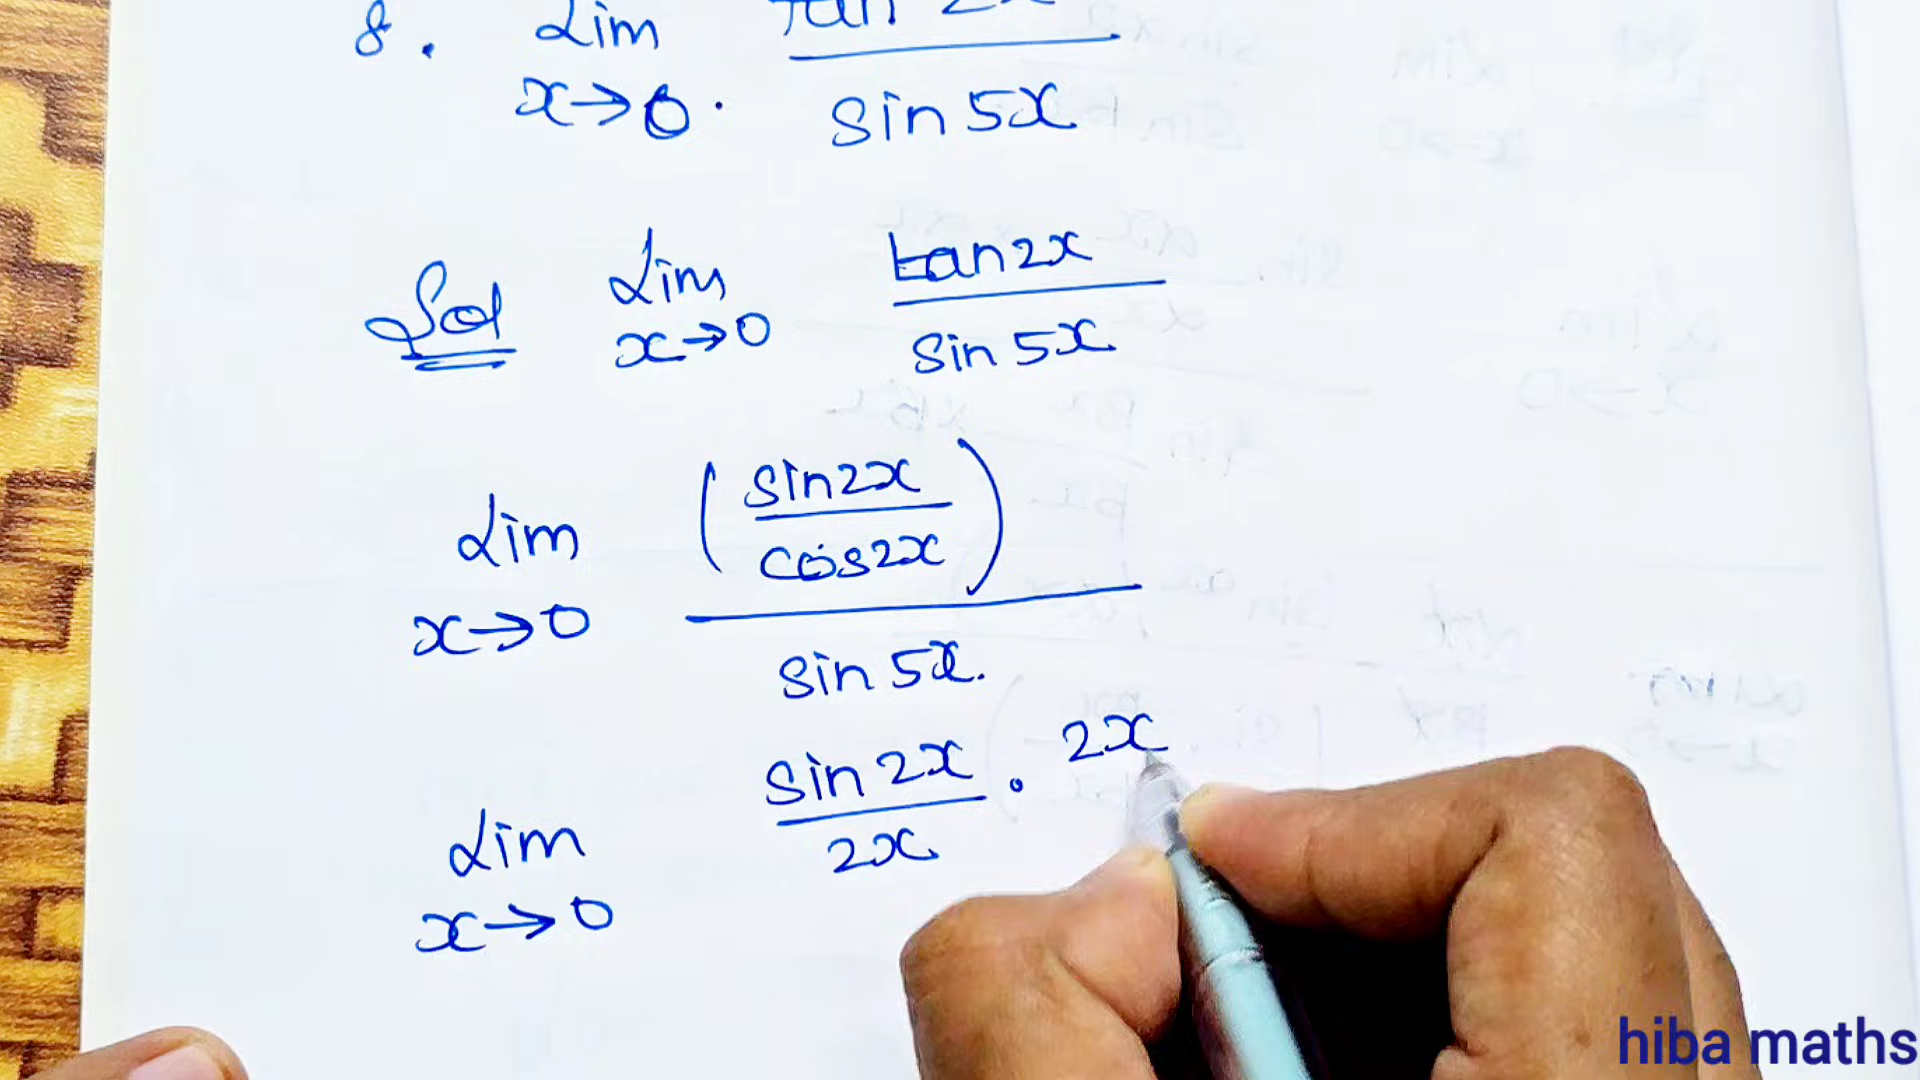 8. Lim tan 2x
x→0. sin 5x
Sol Lim tan2x
x→0 sin 5x
Lim (sin2x
cos2x)
x→0 sin 5x.
Lim sin 2x . 2x
2x
x→0
hiba maths